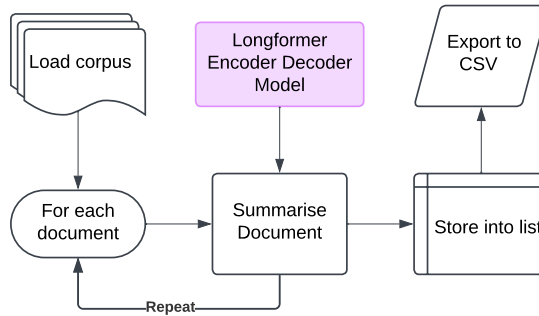 Load corpus
Longformer
Encoder Decoder
Model
Export to
CSV
For each
document
Summarise
Document
Store into list
Repeat